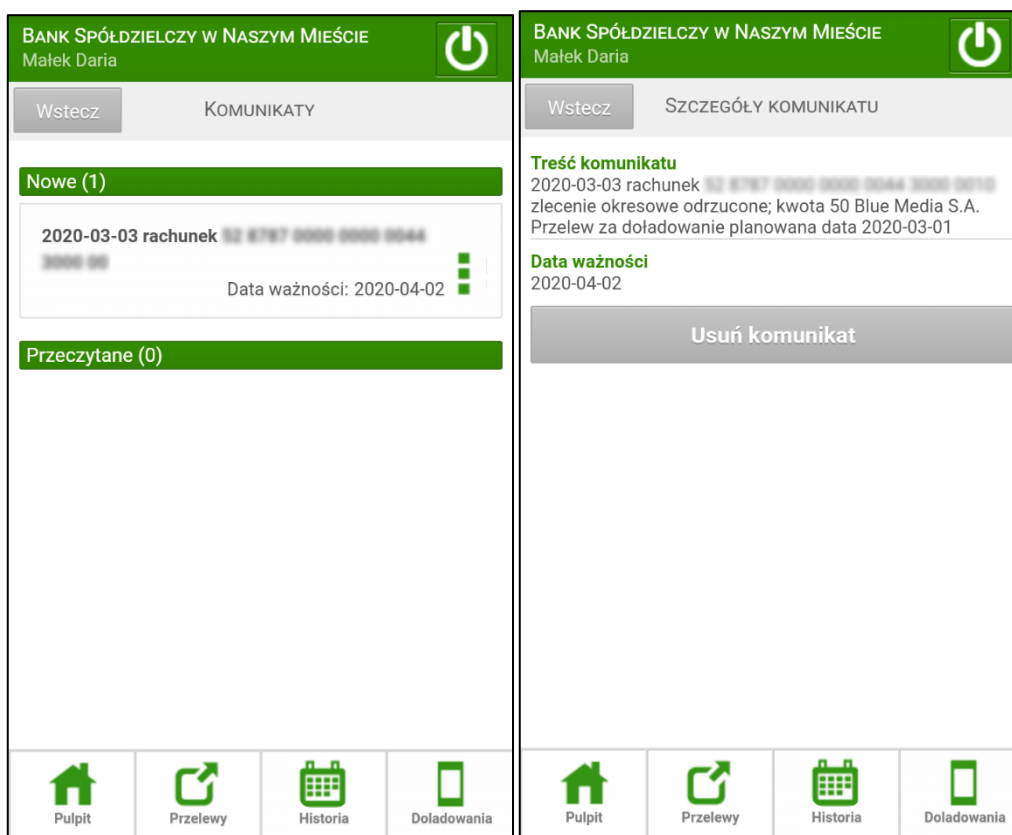 BANK SPÓŁDZIELCZY W NASZYM MIEŚCIE
Małek Daria
Wstecz
KOMUNIKATY
Nowe (1)
2020-03-03 rachunek
Data ważności: 2020-04-02
Przeczytane (0)
Pulpit
Przelewy
Historia
Doladowania
BANK SPÓŁDZIELCZY W NASZYM MIEŚCIE
Małek Daria
Wstecz
SZCZEGÓŁY KOMUNIKATU
Treść komunikatu
2020-03-03 rachunek
zlecenie okresowe odrzucone; kwota 50 Blue Media S.A.
Przelew za doładowanie planowana data 2020-03-01
Data ważności
2020-04-02
Usuń komunikat
Pulpit
Przelewy
Historia
Doladowania